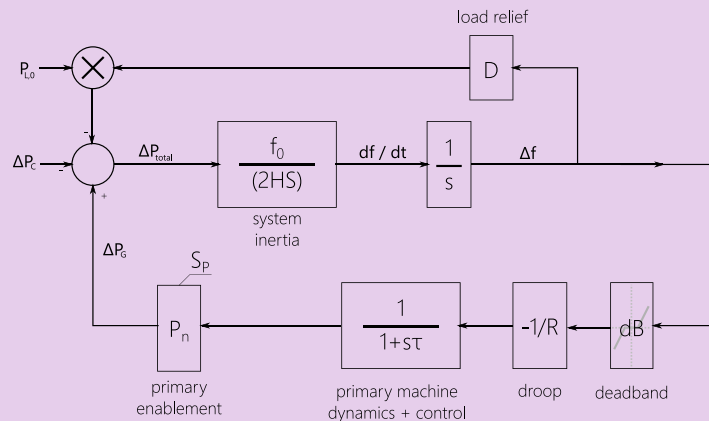 load relief
P_L,0
D
-
ΔP_C
-
ΔP_total
f_0
(2HS)
df / dt
1
s
Δf
+
system
inertia
ΔP_G
S_P
P_n
1
1+sτ
-1/R
dB
primary
enablement
primary machine
dynamics + control
droop
deadband